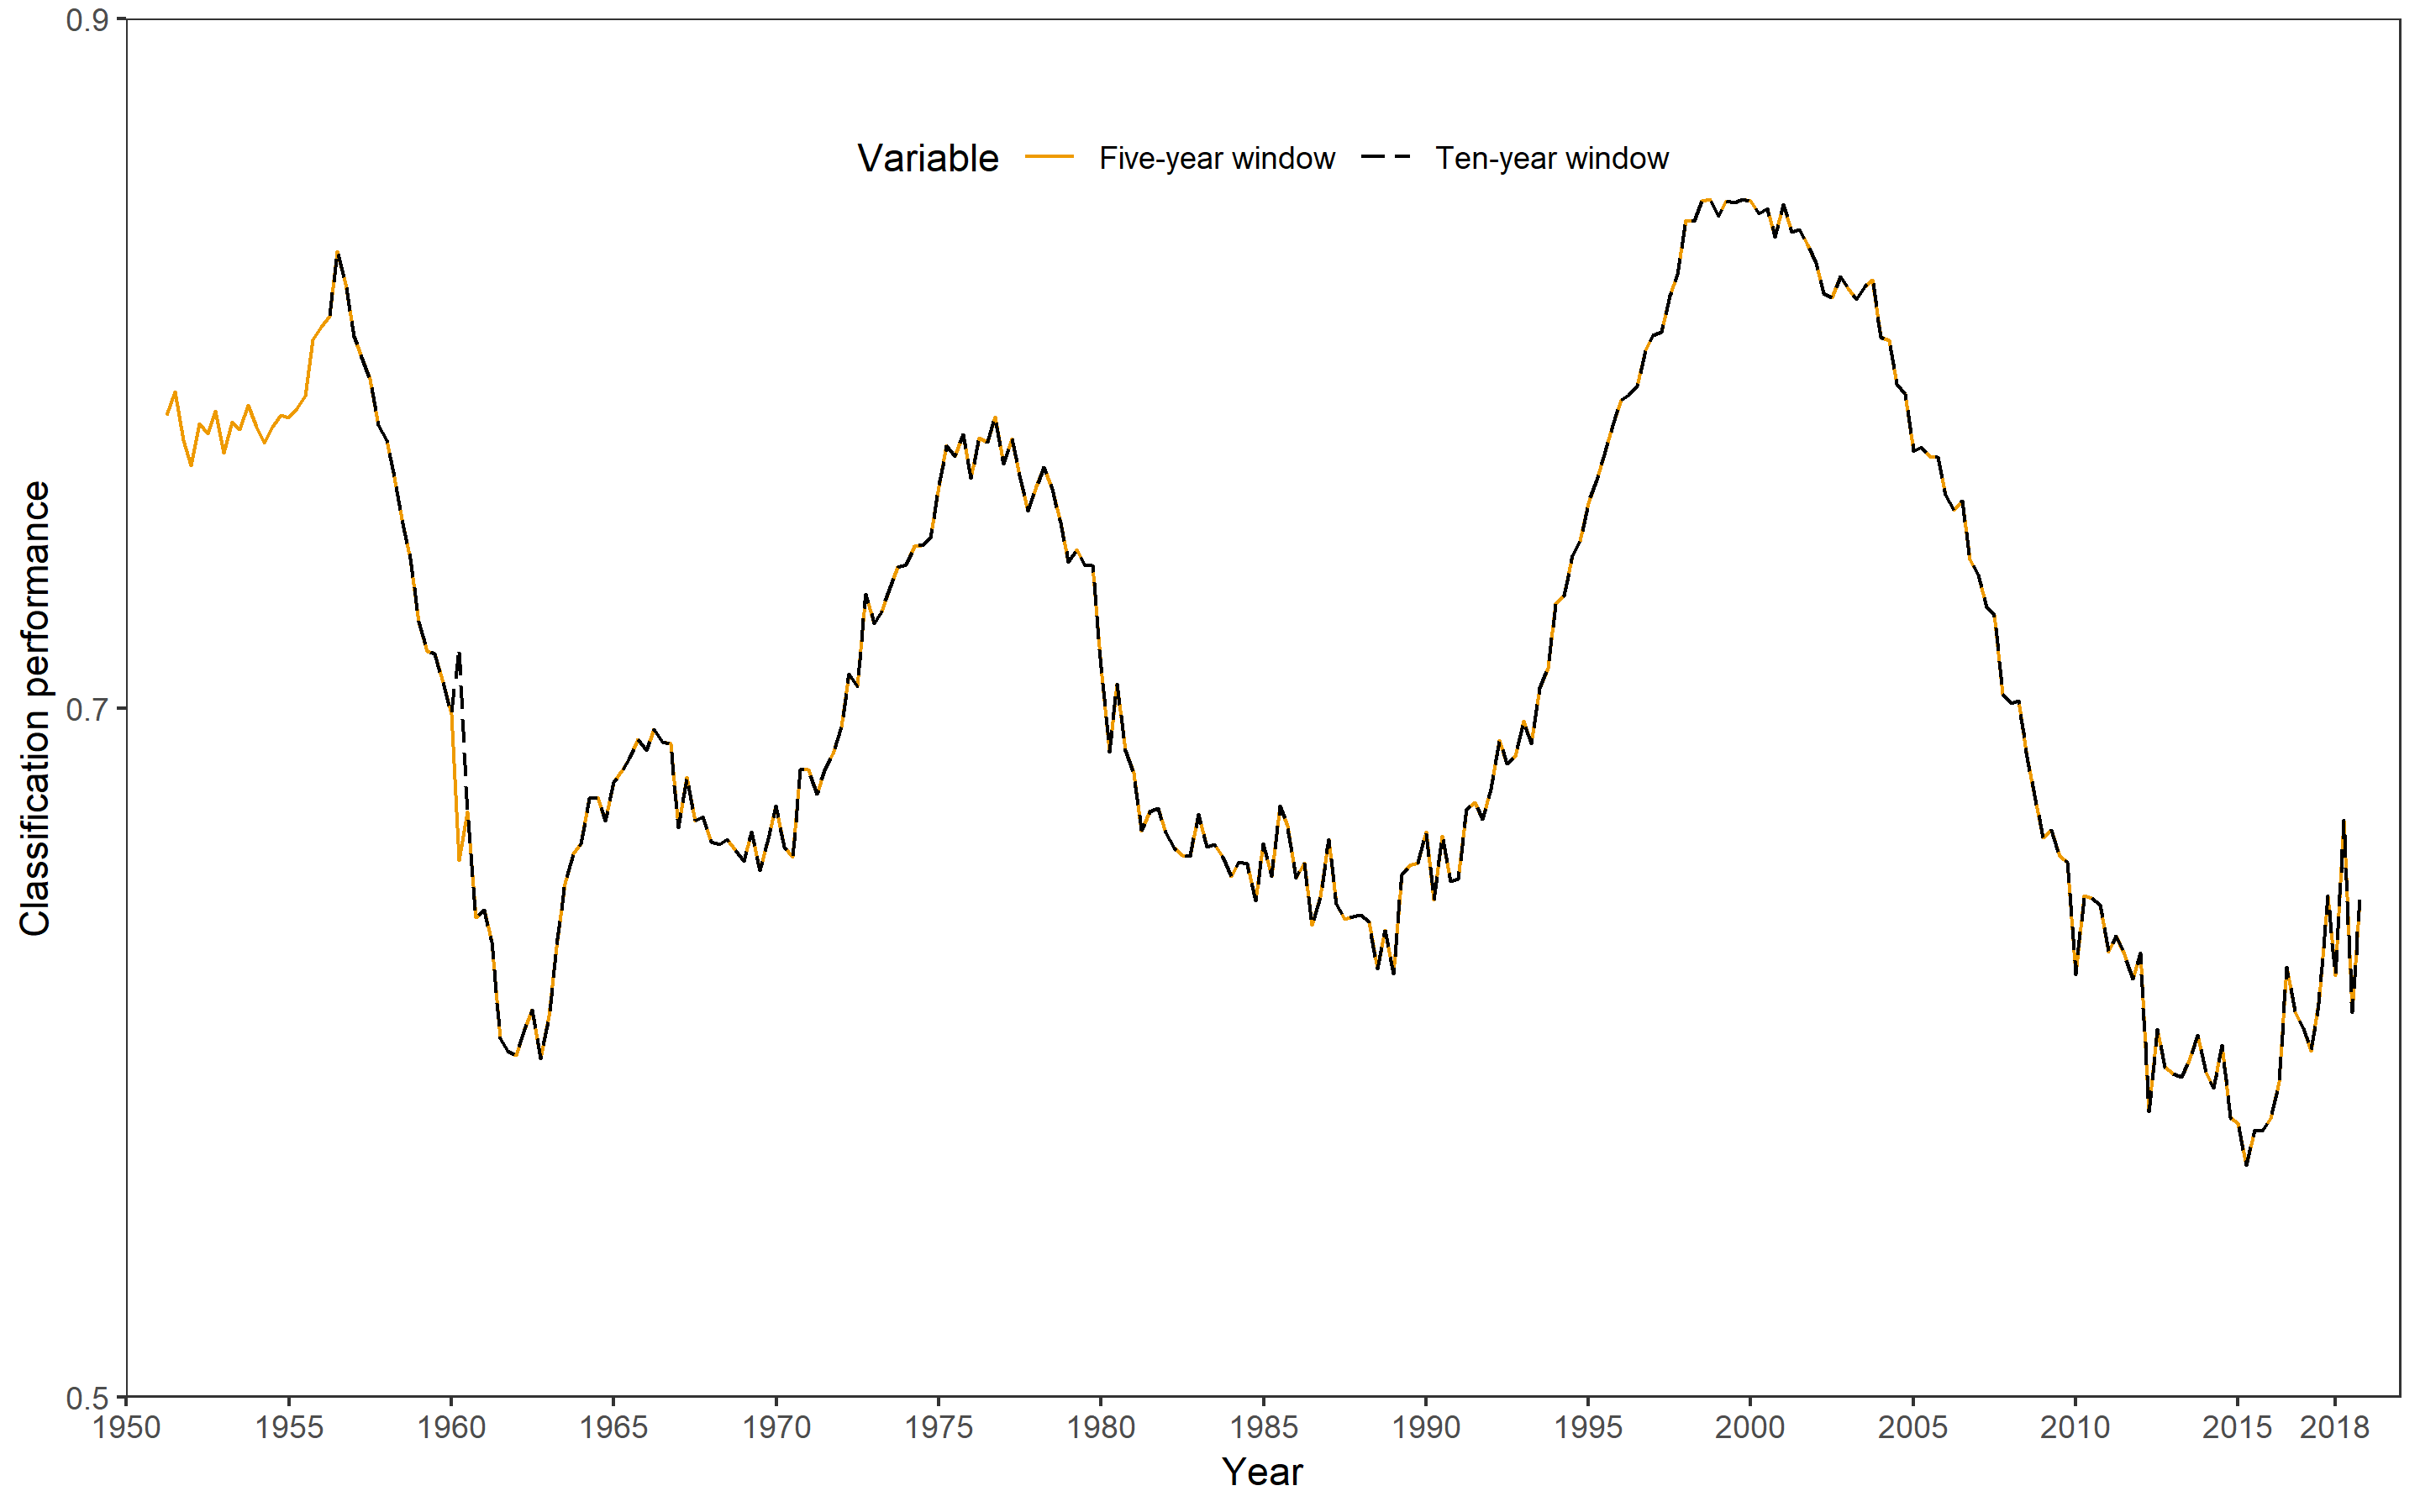 0.9
Variable Five-year window Ten-year window
Classification performance
0.7
0.5
1950 1955 1960 1965 1970 1975 1980 1985 1990 1995 2000 2005 2010 2015 2018
Year